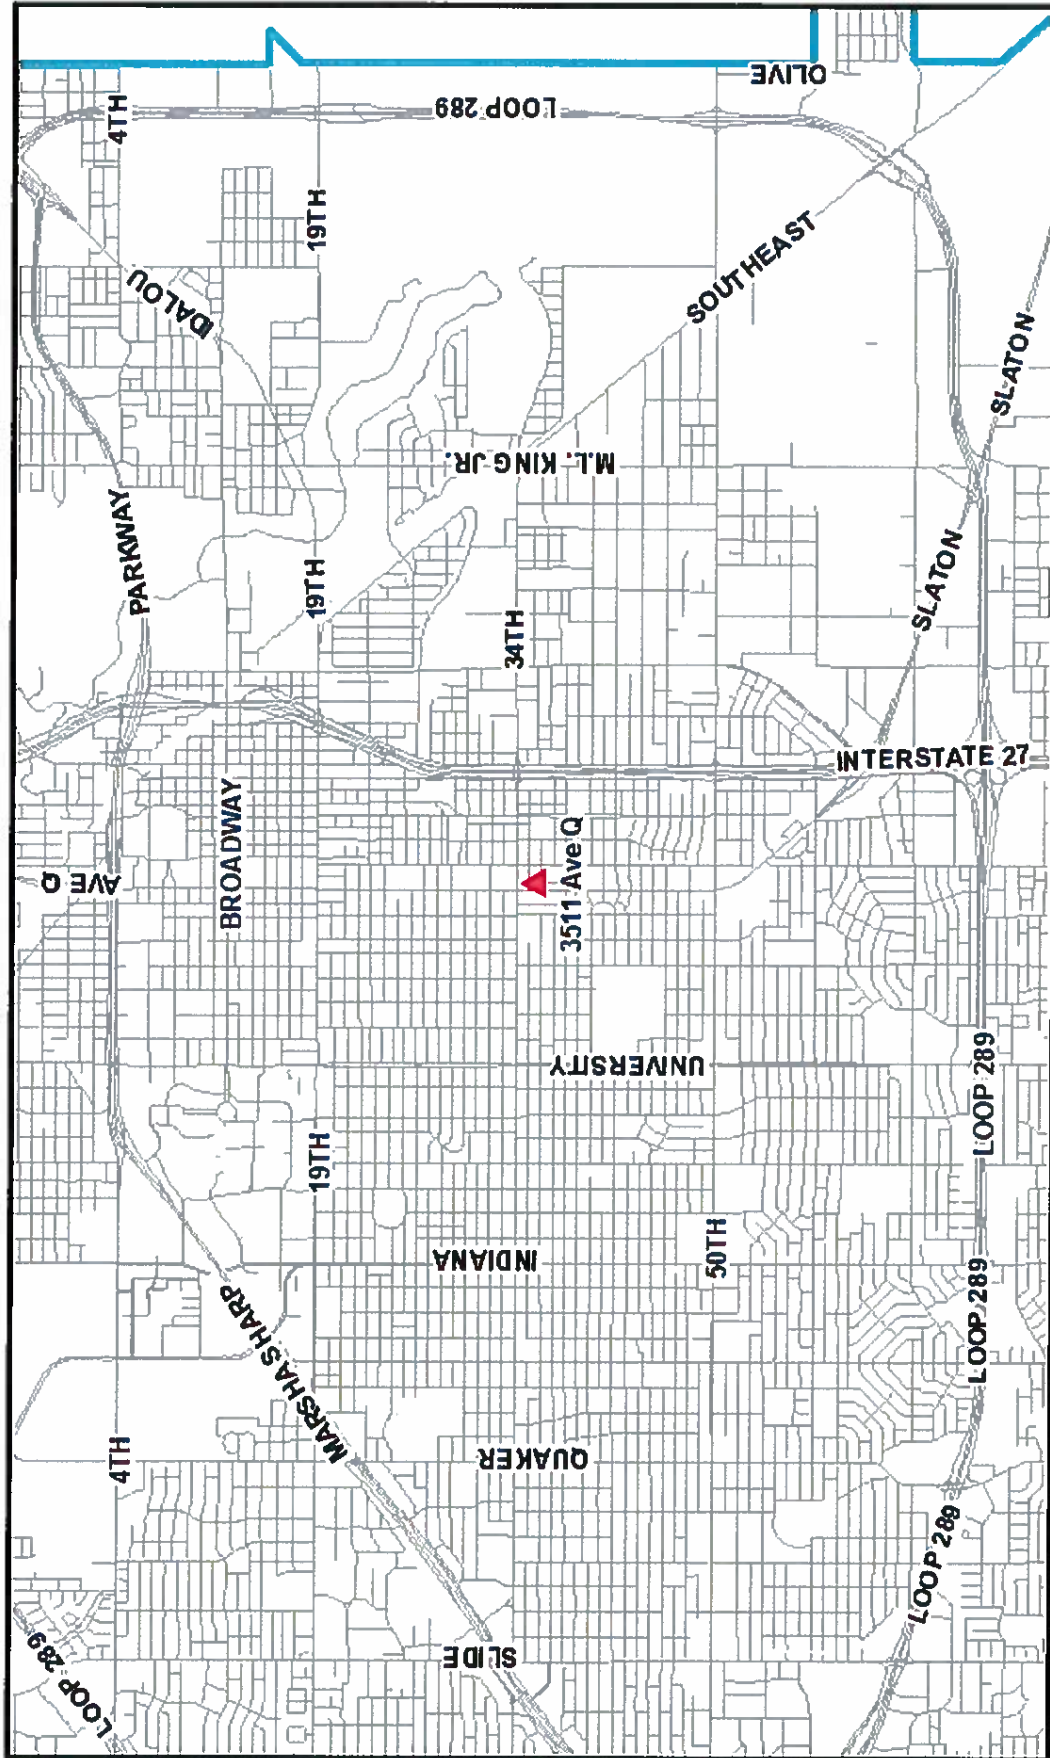 LOOP 289
AVE Q
4TH
4TH
PARKWAY
IDALOU
BROADWAY
MARSHA SHARP
19TH
19TH
19TH
SLIDE
QUAKER
INDIANA
M.L. KING JR.
LOOP 289
34TH
3511 Ave Q
UNIVERSITY
50TH
SOUTHEAST
OLIVE
INTERSTATE 27
SLATON
LOOP 289
LOOP 289
LOOP 289
SLATON